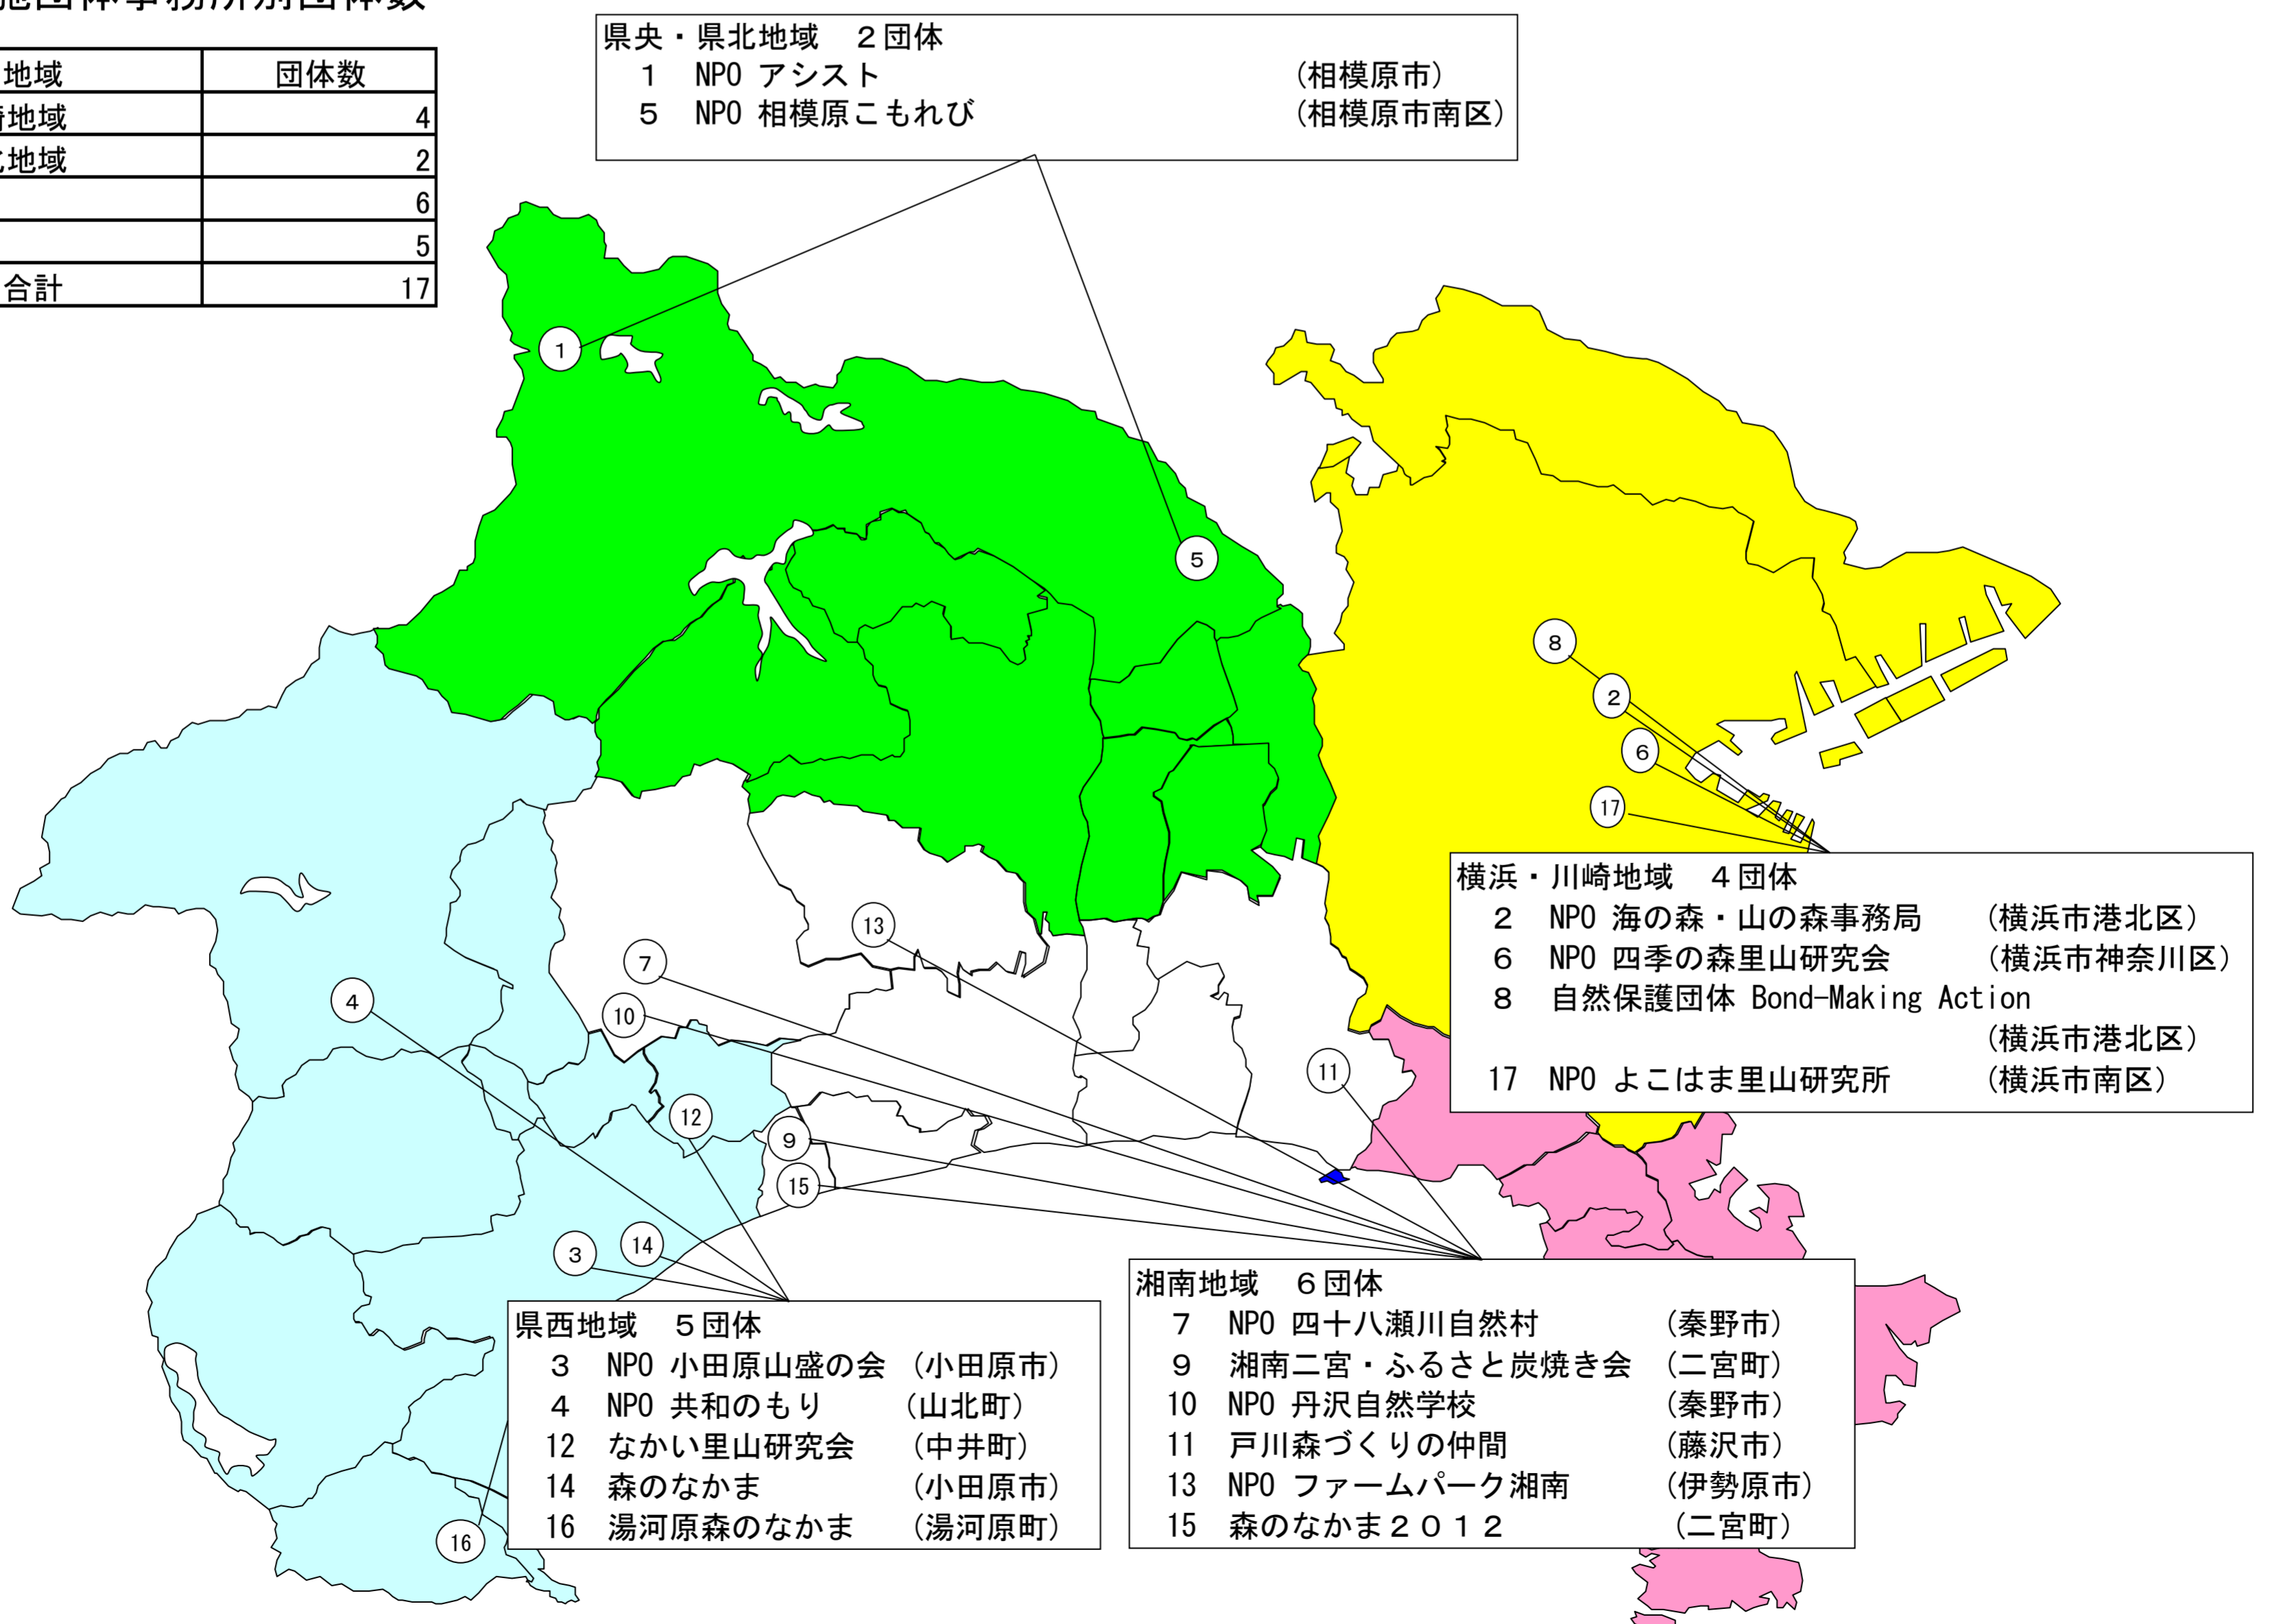 団体事務所別団体数
地域 団体数
地域 4
地域 2
6
5
合計 17
県央・県北地域 ２団体
１ NPO アシスト (相模原市)
５ NPO 相模原こもれび (相模原市南区)
1
5
8
2
6
17
横浜・川崎地域 ４団体
２ NPO 海の森・山の森事務局 (横浜市港北区)
６ NPO 四季の森里山研究会 (横浜市神奈川区)
８ 自然保護団体 Bond-Making Action
(横浜市港北区)
17 NPO よこはま里山研究所 (横浜市南区)
13
7
4
10
11
12
9
15
14
3
16
県西地域 ５団体
３ NPO 小田原山盛の会 (小田原市)
４ NPO 共和のもり (山北町)
12 なかい里山研究会 (中井町)
14 森のなかま (小田原市)
16 湯河原森のなかま (湯河原町)
湘南地域 ６団体
７ NPO 四十八瀬川自然村 (秦野市)
９ 湘南二宮・ふるさと炭焼き会 (二宮町)
10 NPO 丹沢自然学校 (秦野市)
11 戸川森づくりの仲間 (藤沢市)
13 NPO ファームパーク湘南 (伊勢原市)
15 森のなかま２０１２ (二宮町)